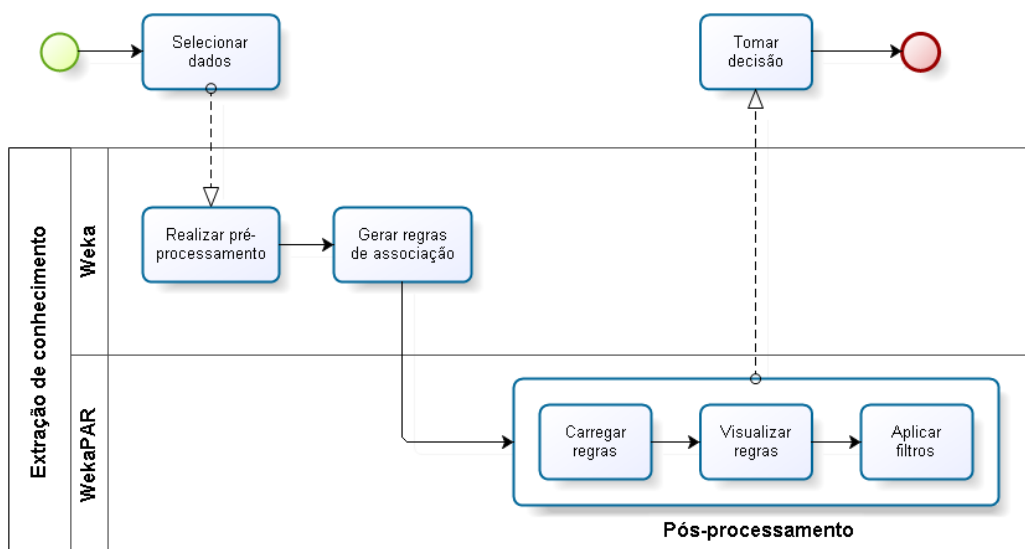 Selecionar
dados
Tomar
decisão
Extração de conhecimento
Weka
Realizar pré-
processamento
Gerar regras
de associação
WekaPAR
Carregar
regras
Visualizar
regras
Aplicar
filtros
Pós-processamento